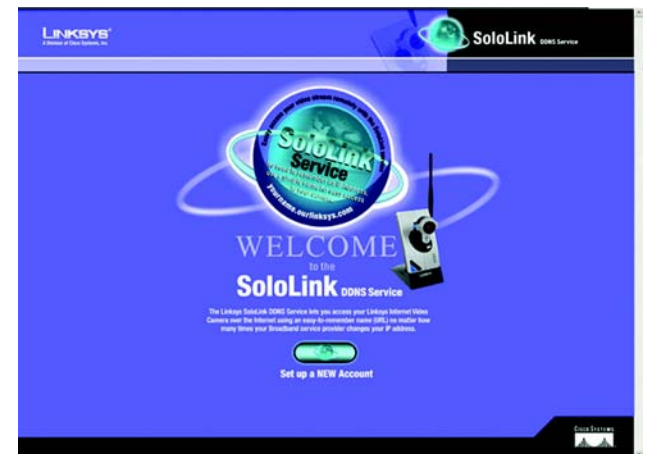 LINKSYS®
A Division of Cisco Systems, Inc.
SoloLink DDNS Service
SoloLink
Service
yourname.ourlinksys.com
WELCOME
to the
SoloLink DDNS Service
The Linksys SoloLink DDNS Service lets you access your Linksys Internet Video
Camera over the Internet using an easy-to-remember name (URL) no matter how
many times your Broadband service provider changes your IP address.
Set up a NEW Account
CISCO SYSTEMS